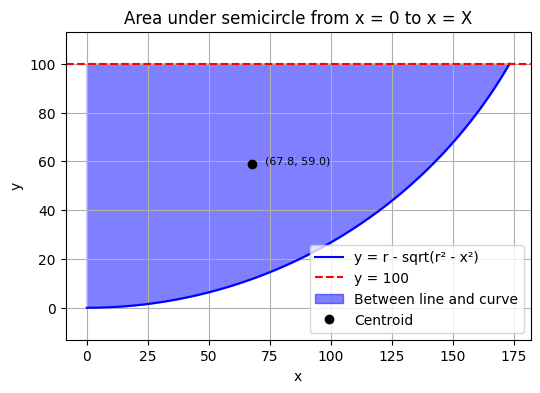 Area under semicircle from x = 0 to x = X
y
100
80
60
40
20
0
(67.8, 59.0)
y = r - sqrt(r² - x²)
y = 100
Between line and curve
Centroid
0
25
50
75
100
125
150
175
x